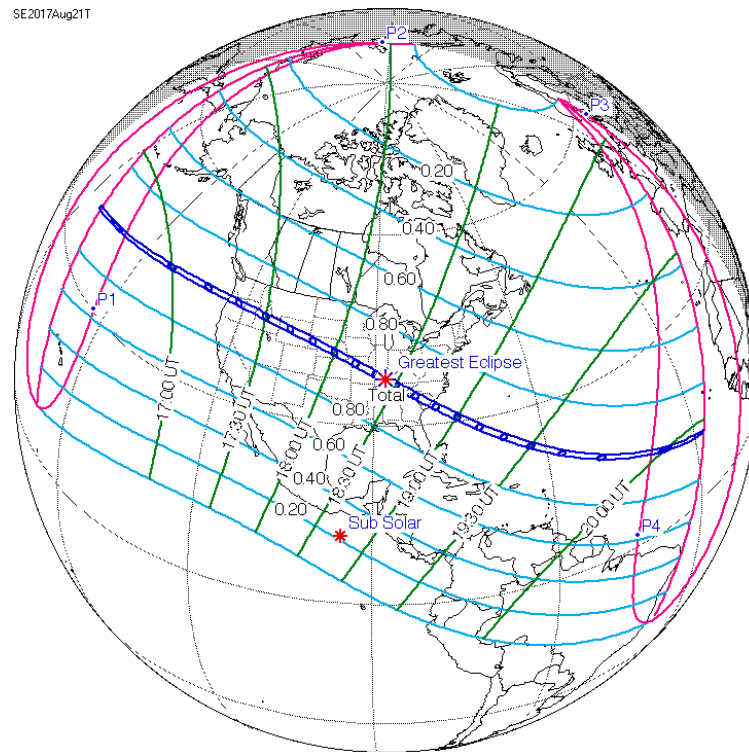 SE2017Aug21T
P2
P3
0.20
0.40
0.60
P1
0.80
U
Greatest Eclipse
Total
17:00 UT
17:30 UT
18:00 UT
18:30 UT
19:00 UT
19:30 UT
20:00 UT
0.80
0.60
0.40
0.20
Sub Solar
P4